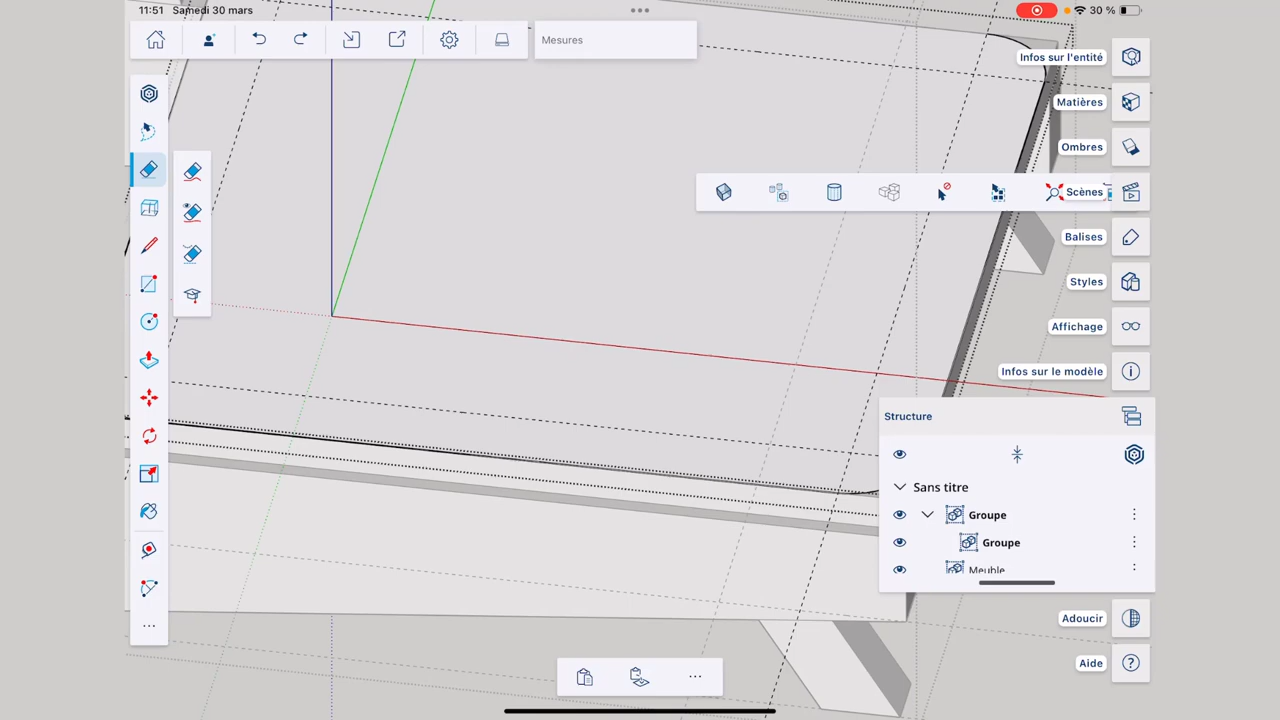 11:51 Samedi 30 mars
30 %
Mesures
Infos sur l'entité
Matières
Ombres
Scènes
Balises
Styles
Affichage
Infos sur le modèle
Structure
Sans titre
Groupe
Groupe
Meuble
Adoucir
Aide